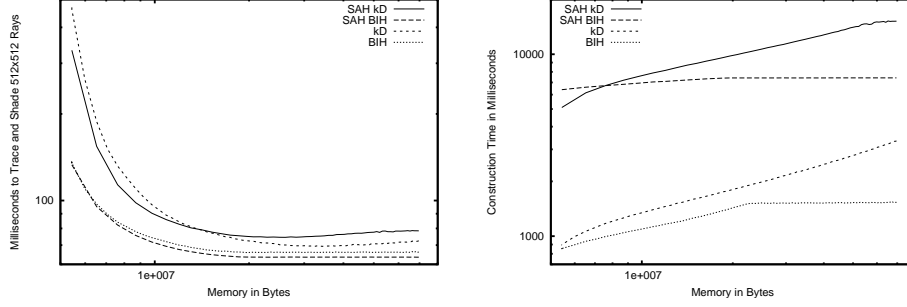 Milliseconds to Trace and Shade 512x512 Rays
100
1e+007
Memory in Bytes
SAH kD
SAH BIH
kD
BIH
Construction Time in Milliseconds
10000
1000
1e+007
Memory in Bytes
SAH kD
SAH BIH
kD
BIH